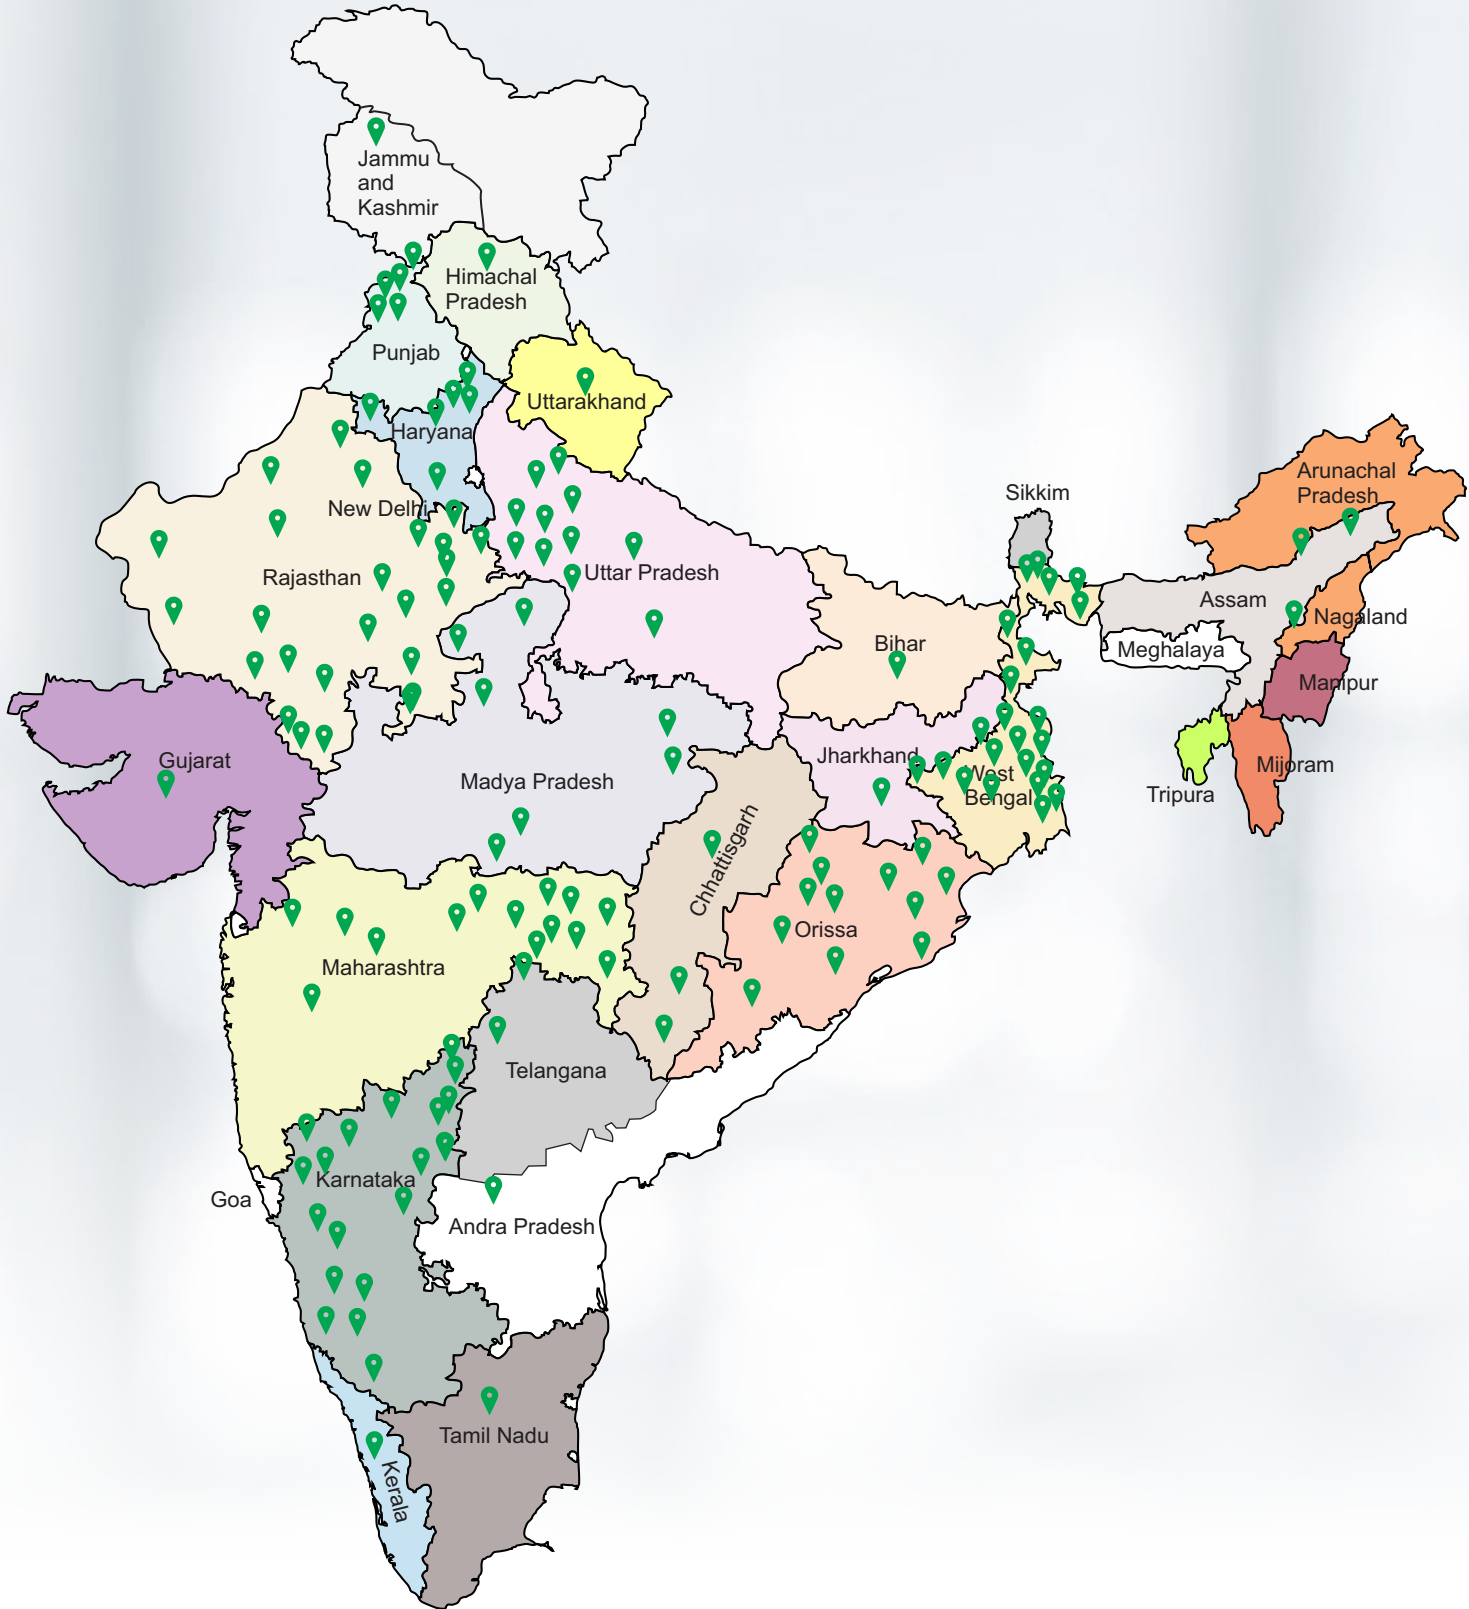 Jammu
and
Kashmir
Himachal
Pradesh
Punjab
Uttarakhand
Haryana
Arunachal
Pradesh
Sikkim
New Delhi
Rajasthan
Uttar Pradesh
Assam
Nagaland
Bihar
Meghalaya
Manipur
Gujarat
Jharkhand
Mijoram
Madya Pradesh
West
Bengal
Tripura
Chhattisgarh
Orissa
Maharashtra
Telangana
Karnataka
Goa
Andra Pradesh
Tamil Nadu
Kerala